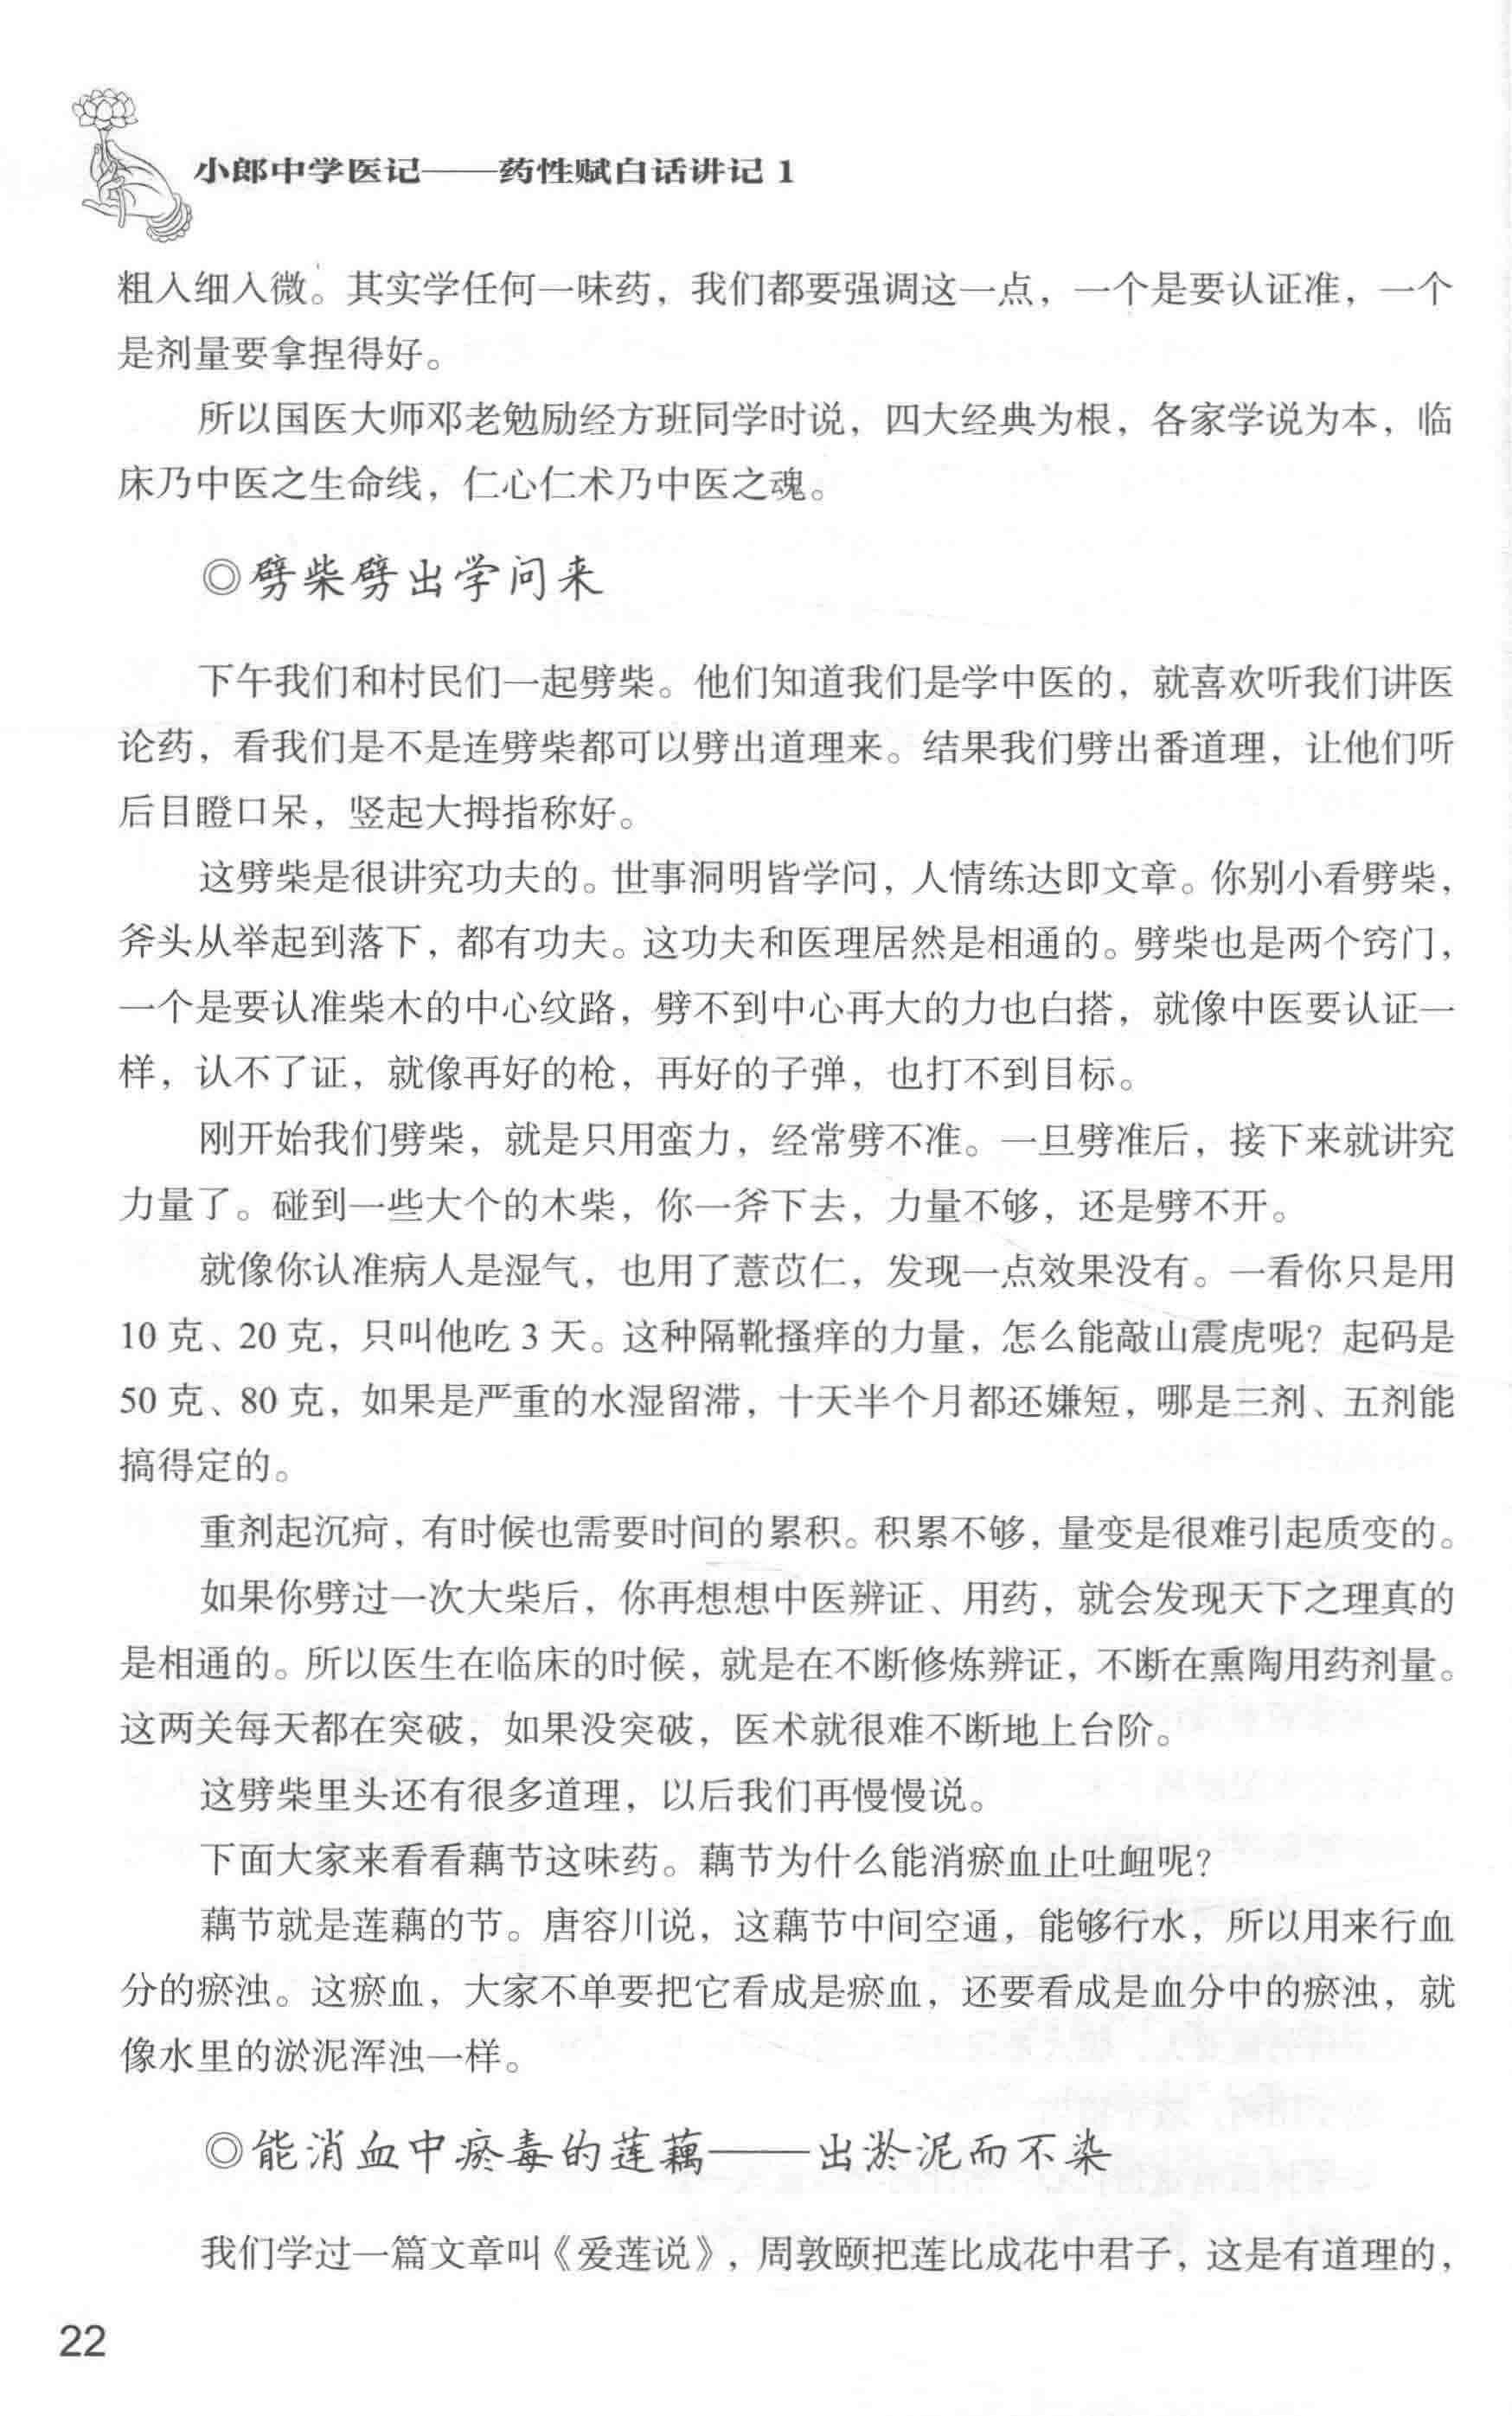 小郎中学医记——药性赋白话讲记 1
粗入细入微。其实学任何一味药，我们都要强调这一点，一个是要认证准，一个
是剂量要拿捏得好。
所以国医大师邓老勉励经方班同学时说，四大经典为根，各家学说为本，临
床乃中医之生命线，仁心仁术乃中医之魂。
◎劈柴劈出学问来
下午我们和村民们一起劈柴。他们知道我们是学中医的，就喜欢听我们讲医
论药，看我们是不是连劈柴都可以劈出道理来。结果我们劈出番道理，让他们听
后目瞪口呆，竖起大拇指称好。
这劈柴是很讲究功夫的。世事洞明皆学问，人情练达即文章。你别小看劈柴，
斧头从举起到落下，都有功夫。这功夫和医理居然是相通的。劈柴也是两个窍门，
一个是要认准柴木的中心纹路，劈不到中心再大的力也白搭，就像中医要认证一
样，认不了证，就像再好的枪，再好的子弹，也打不到目标。
刚开始我们劈柴，就是只用蛮力，经常劈不准。一旦劈准后，接下来就讲究
力量了。碰到一些大个的木柴，你一斧下去，力量不够，还是劈不开。
就像你认准病人是湿气，也用了薏苡仁，发现一点效果没有。一看你只是用
10 克、20 克，只叫他吃 3 天。这种隔靴搔痒的力量，怎么能敲山震虎呢？起码是
50 克、80 克，如果是严重的水湿留滞，十天半个月都还嫌短，哪是三剂、五剂能
搞得定的。
重剂起沉疴，有时候也需要时间的累积。积累不够，量变是很难引起质变的。
如果你劈过一次大柴后，你再想想中医辨证、用药，就会发现天下之理真的
是相通的。所以医生在临床的时候，就是在不断修炼辨证，不断在熏陶用药剂量。
这两关每天都在突破，如果没突破，医术就很难不断地上台阶。
这劈柴里头还有很多道理，以后我们再慢慢说。
下面大家来看看藕节这味药。藕节为什么能消瘀血止吐衄呢？
藕节就是莲藕的节。唐容川说，这藕节中间空通，能够行水，所以用来行血
分的瘀浊。这瘀血，大家不单要把它看成是瘀血，还要看成是血分中的瘀浊，就
像水里的淤泥浑浊一样。
◎能消血中瘀毒的莲藕——出淤泥而不染
我们学过一篇文章叫《爱莲说》，周敦颐把莲比成花中君子，这是有道理的，
22